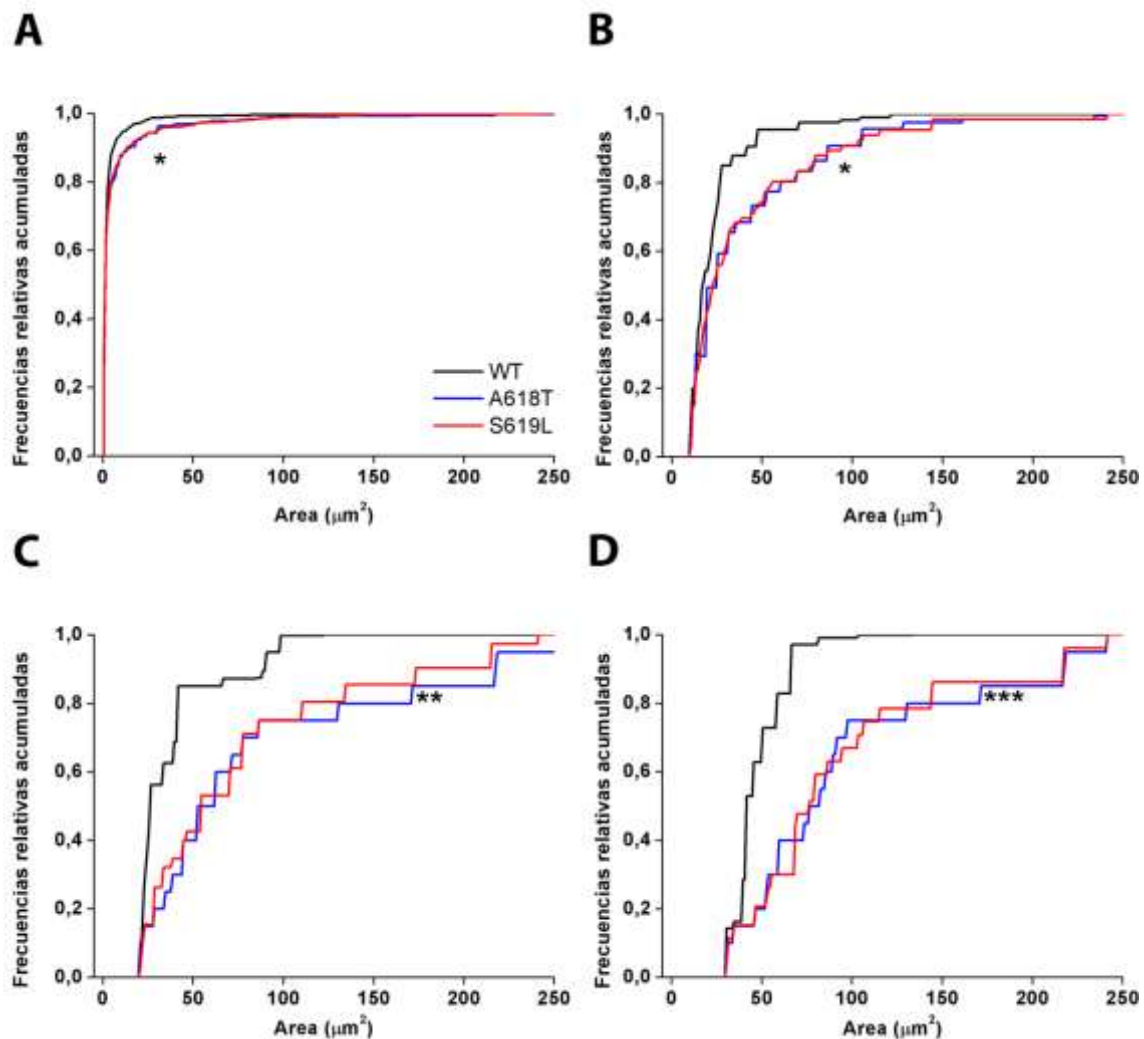 A
B
Frecuencias relativas acumuladas
1,0
0,8
0,6
0,4
0,2
0,0
*
WT
A618T
S619L
0 50 100 150 200 250
Area (μm²)
Frecuencias relativas acumuladas
1,0
0,8
0,6
0,4
0,2
0,0
*
0 50 100 150 200 250
Area (μm²)
C
D
Frecuencias relativas acumuladas
1,0
0,8
0,6
0,4
0,2
0,0
**
0 50 100 150 200 250
Area (μm²)
Frecuencias relativas acumuladas
1,0
0,8
0,6
0,4
0,2
0,0
***
0 50 100 150 200 250
Area (μm²)